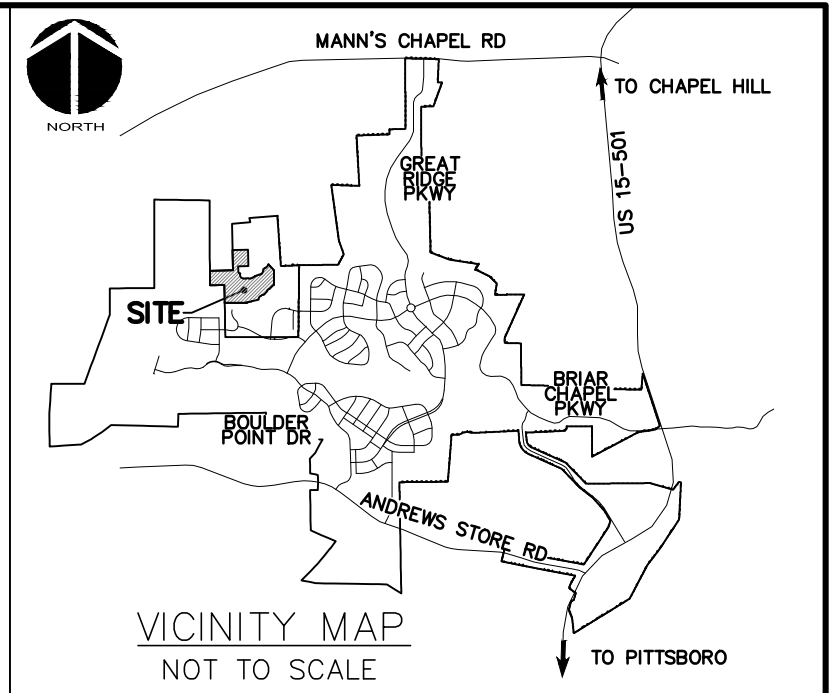 MANN'S CHAPEL RD
NORTH
TO CHAPEL HILL
US 15-501
GREAT
RIDGE
PKWY
SITE
BRIAR
CHAPEL
PKWY
BOULDER
POINT DR
ANDREWS STORE RD
VICINITY MAP
NOT TO SCALE
TO PITTSBORO